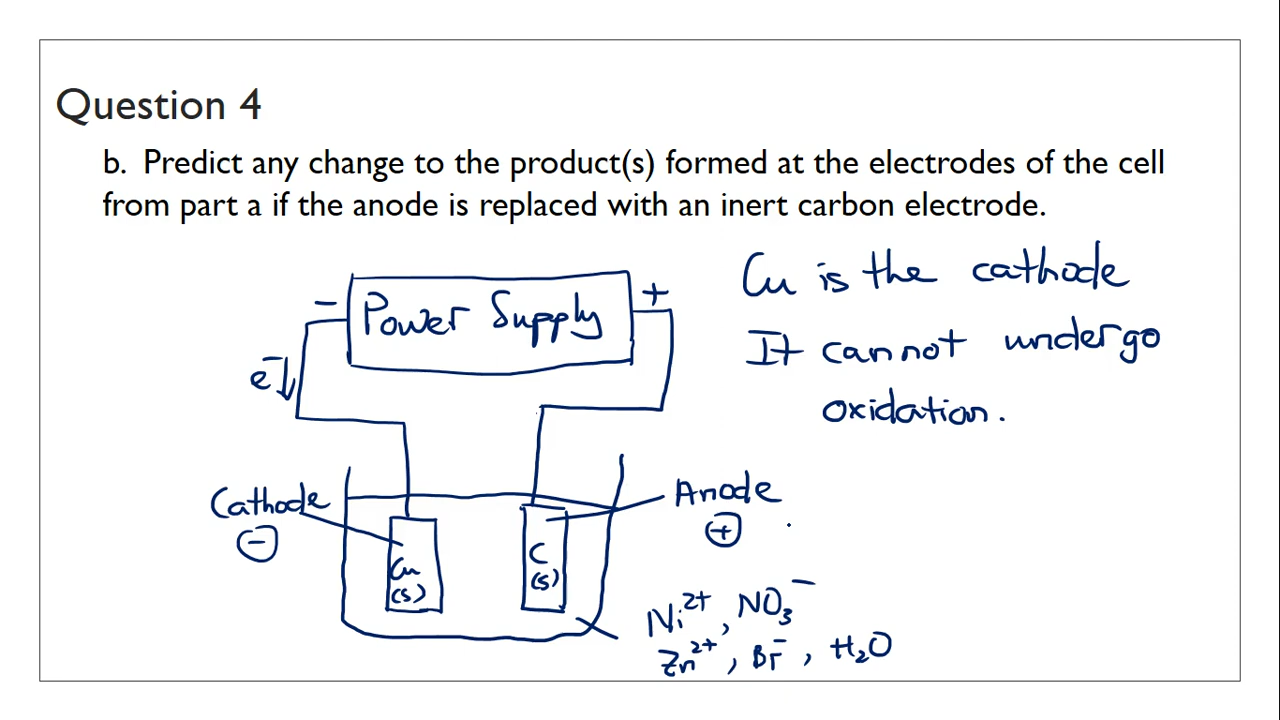 Question 4
b. Predict any change to the product(s) formed at the electrodes of the cell
from part a if the anode is replaced with an inert carbon electrode.
Cu is the cathode
It cannot undergo
oxidation.
− Power Supply +
e⁻↓
Cathode
⊖
Anode
⊕
Cu
(s)
C
(s)
Ni²⁺, NO₃⁻
Zn²⁺, Br⁻, H₂O